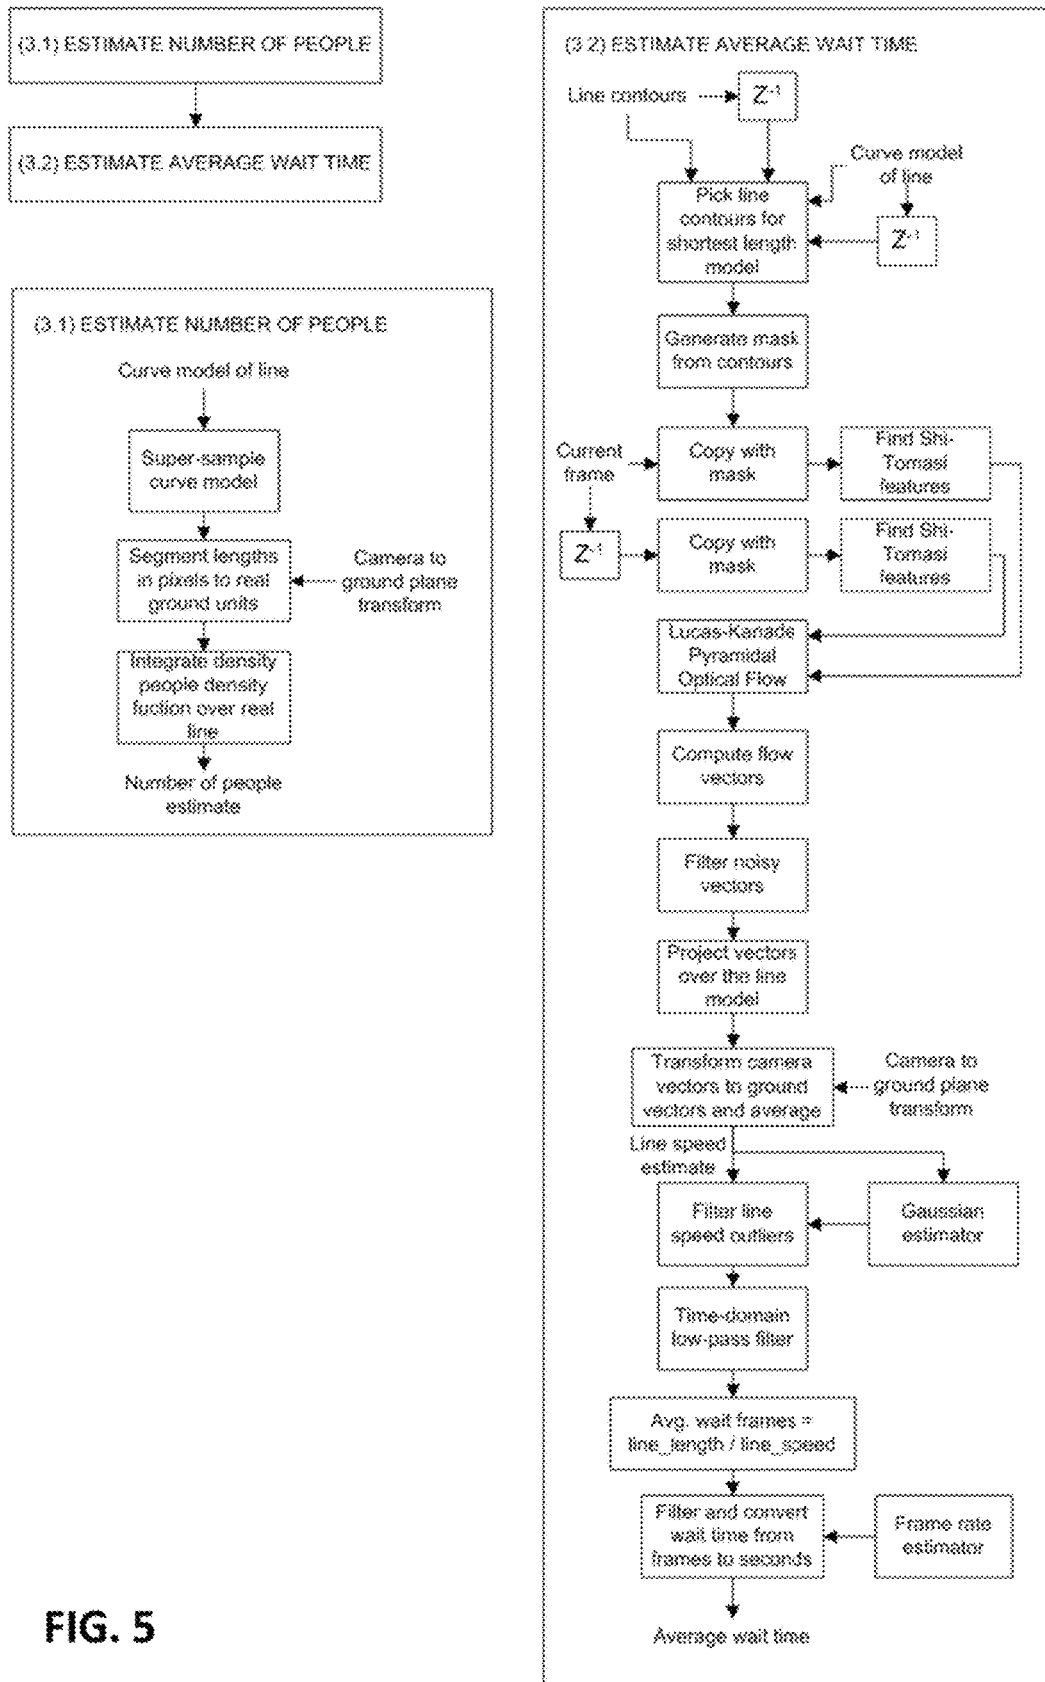 (3.1) ESTIMATE NUMBER OF PEOPLE
(3.2) ESTIMATE AVERAGE WAIT TIME
(3.1) ESTIMATE NUMBER OF PEOPLE
Curve model of line
Super-sample
curve model
Segment lengths
in pixels to real
ground units
Camera to
ground plane
transform
Integrate density
people density
fuction over real
line
Number of people
estimate
(3.2) ESTIMATE AVERAGE WAIT TIME
Line contours
Z-1
Curve model
of line
Pick line
contours for
shortest length
model
Z-1
Generate mask
from contours
Current
frame
Copy with
mask
Find Shi-
Tomasi
features
Z-1
Copy with
mask
Find Shi-
Tomasi
features
Lucas-Kanade
Pyramidal
Optical Flow
Compute flow
vectors
Filter noisy
vectors
Project vectors
over the line
model
Transform camera
vectors to ground
vectors and average
Camera to
ground plane
transform
Line speed
estimate
Filter line
speed outliers
Gaussian
estimator
Time-domain
low-pass filter
Avg. wait frames =
line_length / line_speed
Filter and convert
wait time from
frames to seconds
Frame rate
estimator
Average wait time
FIG. 5